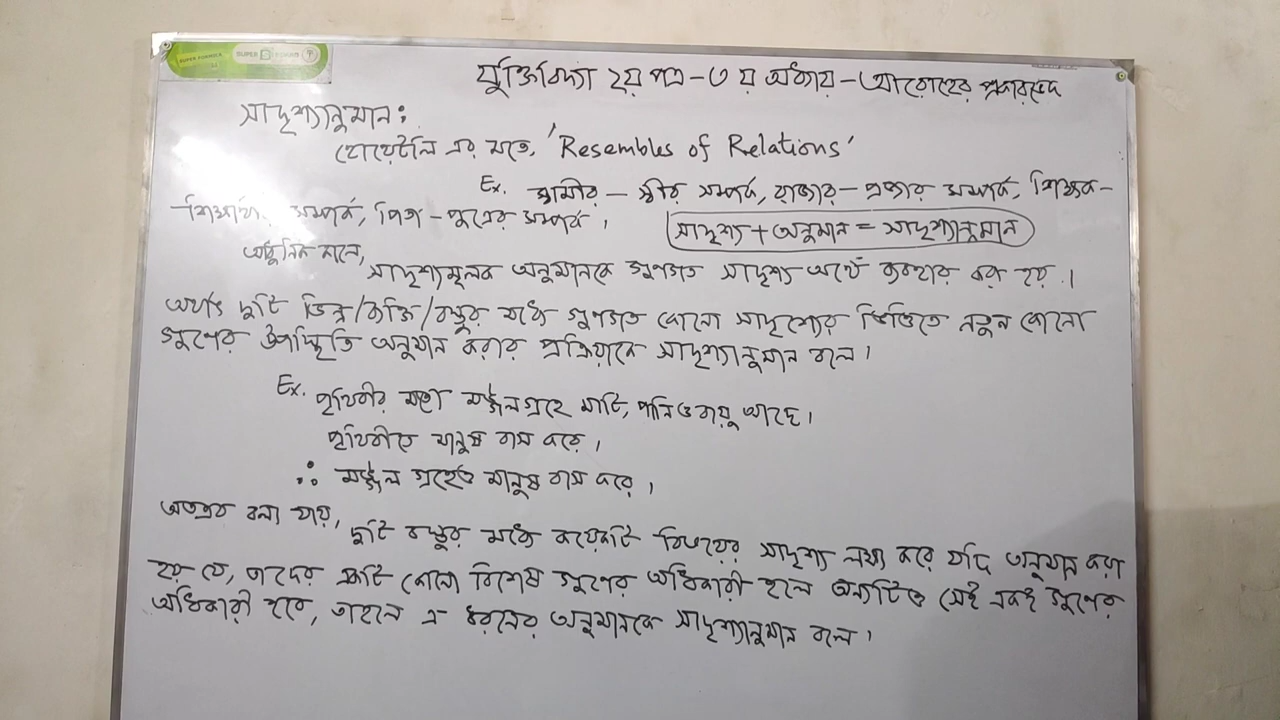 SUPER FORMULA
SUPER BOARD
যুক্তিবিদ্যা ২য় পত্র - ৩য় অধ্যায় - আরোহের প্রকারভেদ
সাদৃশ্যানুমান:
হোয়েটলি এর মতে, 'Resembles of Relations'
Ex. স্বামীর - স্ত্রীর সম্পর্ক, রাজার - প্রজার সম্পর্ক, শিক্ষক -
শিক্ষার্থীর সম্পর্ক, পিতা - পুত্রের সম্পর্ক।
সাদৃশ্য + অনুমান = সাদৃশ্যানুমান
আধুনিক কালে, সাদৃশ্যমূলক অনুমানকে গুণগত সাদৃশ্য অর্থে ব্যবহার করা হয়।
অর্থাৎ দুটি ভিন্ন/ব্যক্তি/বস্তুর মধ্যে গুণগত কোনো সাদৃশ্যের ভিত্তিতে নতুন কোনো
গুণের উপস্থিতি অনুমান করার প্রক্রিয়াকে সাদৃশ্যানুমান বলে।
Ex. পৃথিবীর মতো মঙ্গলগ্রহে মাটি, পানি ও বায়ু আছে।
পৃথিবীতে মানুষ বাস করে।
∴ মঙ্গল গ্রহেও মানুষ বাস করে।
অতএব বলা যায়, দুটি বস্তুর মধ্যে কয়েকটি বিষয়ের সাদৃশ্য লক্ষ্য করে যদি অনুমান করা
হয় যে, তাদের একটি কোনো বিশেষ গুণের অধিকারী হলে অন্যটিও সেই একই গুণের
অধিকারী হবে, তাহলে এ ধরনের অনুমানকে সাদৃশ্যানুমান বলে।